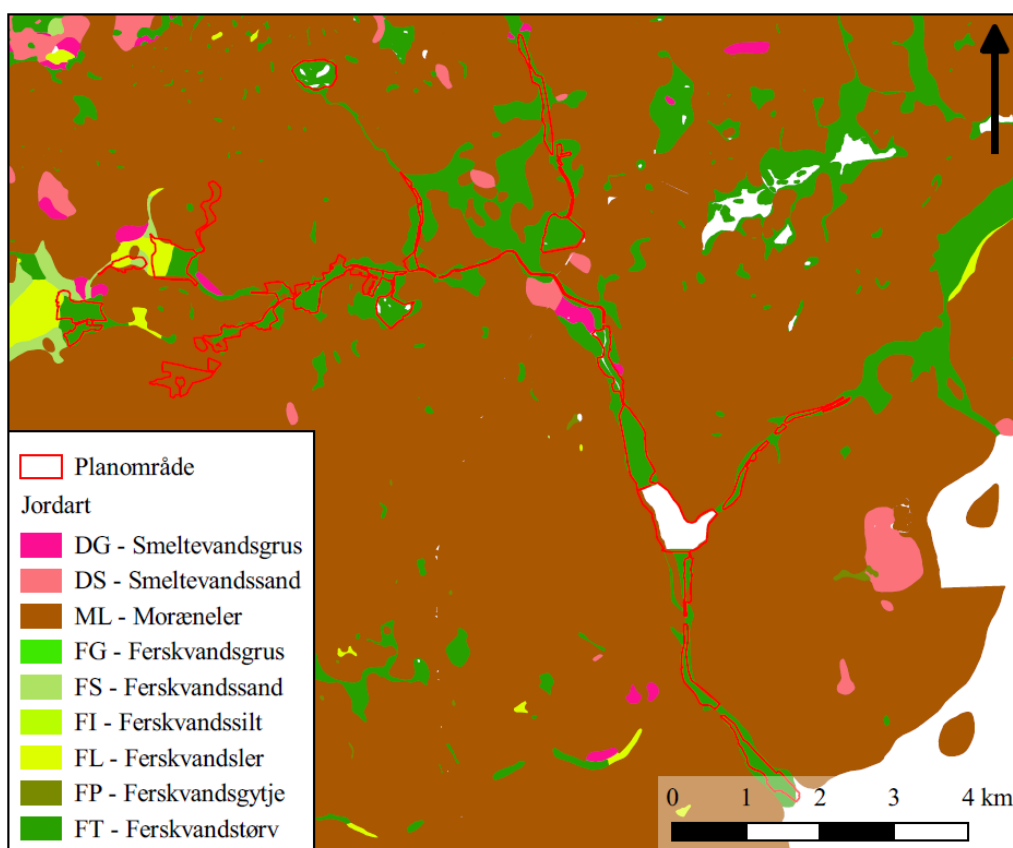 Planområde
Jordart
DG - Smeltevandsgrus
DS - Smeltevandssand
ML - Moræneler
FG - Ferskvandsgrus
FS - Ferskvandssand
FI - Ferskvandssilt
FL - Ferskvandsler
FP - Ferskvandsgytje
FT - Ferskvandstørv
0 1 2 3 4 km